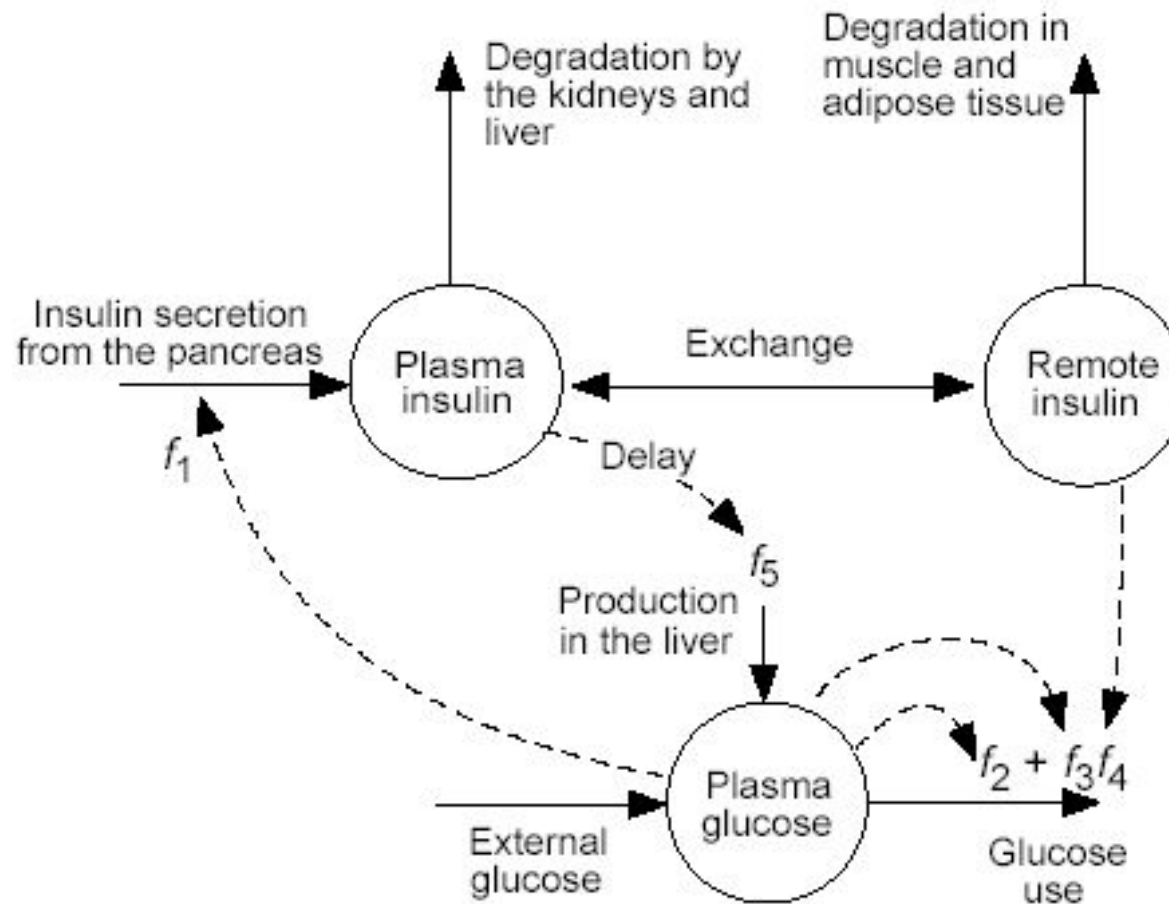 Degradation by
the kidneys and
liver
Degradation in
muscle and
adipose tissue
Insulin secretion
from the pancreas
f1
Plasma
insulin
Exchange
Remote
insulin
Delay
f5
Production
in the liver
f2 + f3f4
Plasma
glucose
External
glucose
Glucose
use